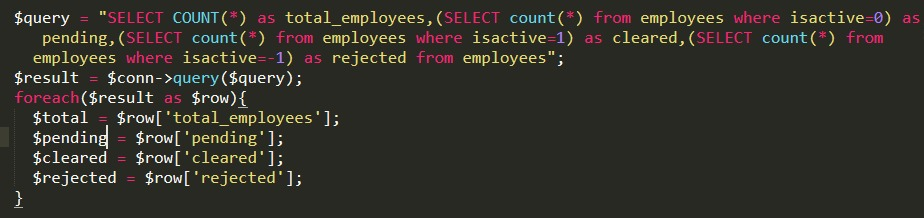 $query = "SELECT COUNT(*) as total_employees,(SELECT count(*) from employees where isactive=0) as
pending,(SELECT count(*) from employees where isactive=1) as cleared,(SELECT count(*) from
employees where isactive=-1) as rejected from employees";
$result = $conn->query($query);
foreach($result as $row){
$total = $row['total_employees'];
$pending = $row['pending'];
$cleared = $row['cleared'];
$rejected = $row['rejected'];
}